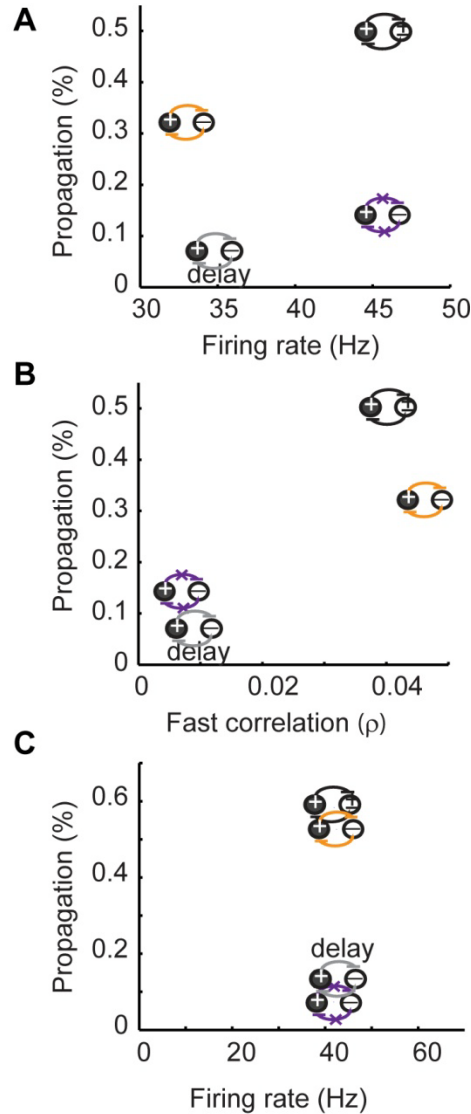 A
Propagation (%)
0.5
0.4
0.3
0.2
0.1
0
+ −
+ −
+ −
+ −
delay
30 35 40 45 50
Firing rate (Hz)
B
Propagation (%)
0.5
0.4
0.3
0.2
0.1
0
+ −
+ −
+ −
+ −
delay
0 0.02 0.04
Fast correlation (ρ)
C
Propagation (%)
0.6
0.4
0.2
0
+ −
+ −
delay
+ −
+ −
0 20 40 60
Firing rate (Hz)